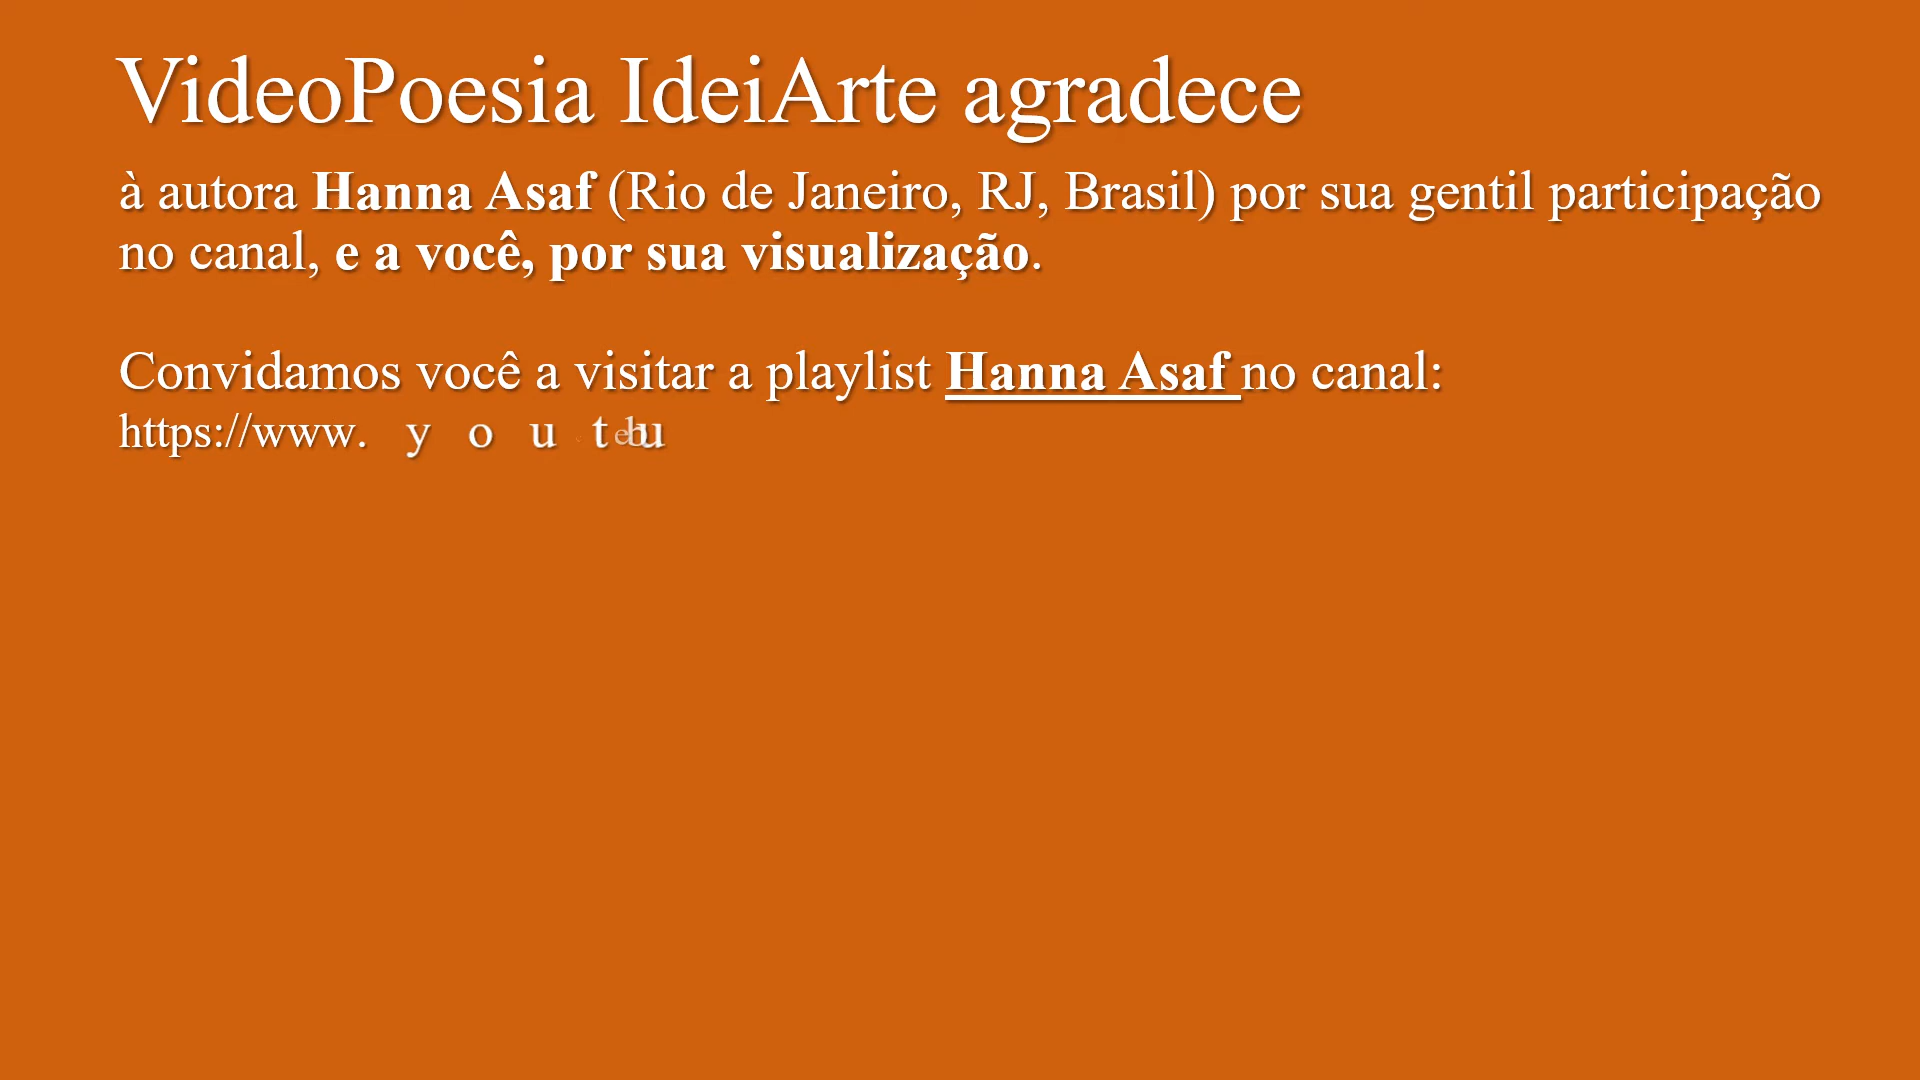 VideoPoesia IdeiArte agradece
à autora Hanna Asaf (Rio de Janeiro, RJ, Brasil) por sua gentil participação
no canal, e a você, por sua visualização.
Convidamos você a visitar a playlist Hanna Asaf no canal:
https://www. y o u t